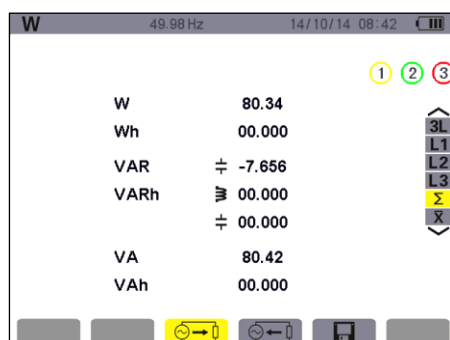 W 49.98 Hz 14/10/14 08:42
1 2 3
W 80.34
Wh 00.000
VAR -7.656
VARh 00.000
00.000
VA 80.42
VAh 00.000
3L
L1
L2
L3
Σ
X̅